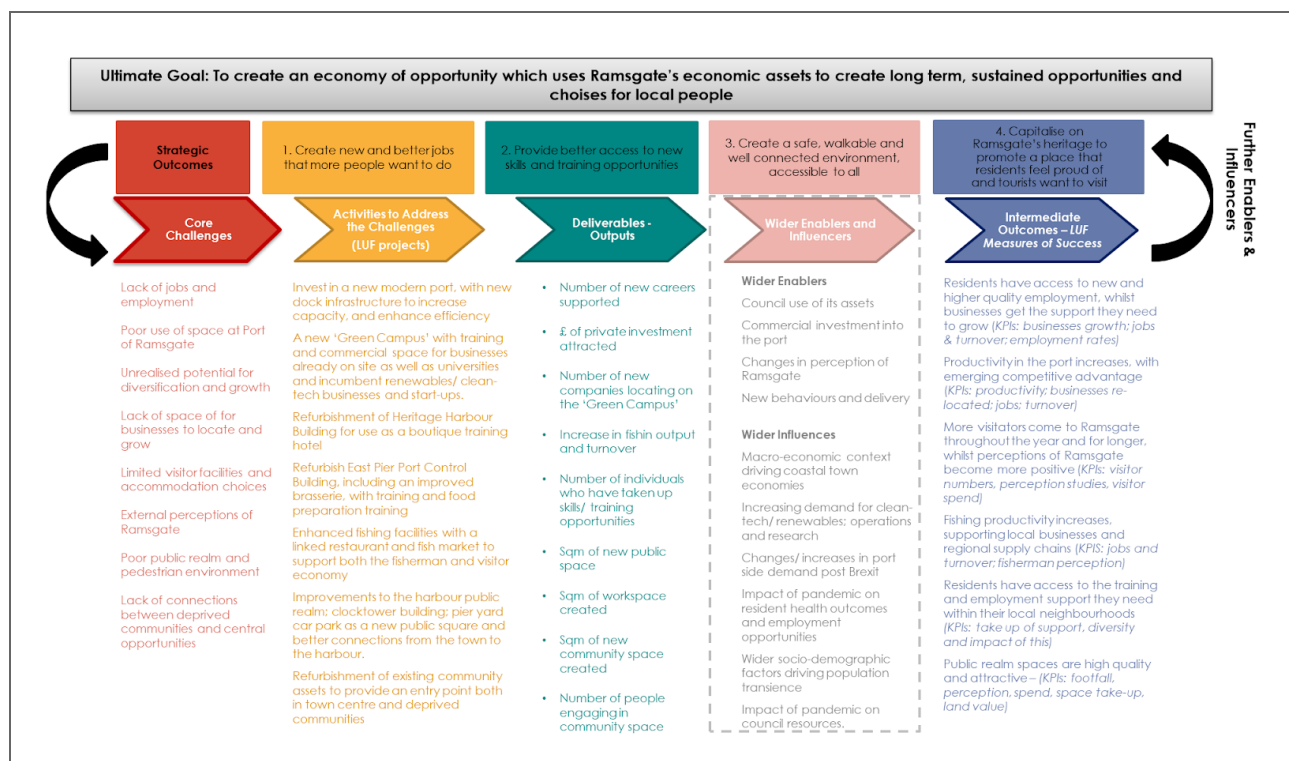 Ultimate Goal: To create an economy of opportunity which uses Ramsgate's economic assets to create long term, sustained opportunities and
choises for local people
Strategic
Outcomes
1. Create new and better jobs
that more people want to do
2. Provide better access to new
skills and training opportunities
3. Create a safe, walkable and
well connected environment,
accessible to all
4. Capitalise on
Ramsgate's heritage to
promote a place that
residents feel proud of
and tourists want to visit
Further Enablers &
Influencers
Core
Challenges
Activities to Address
the Challenges
(LUF projects)
Deliverables -
Outputs
Wider Enablers and
Influencers
Intermediate
Outcomes – LUF
Measures of Success
Lack of jobs and
employment
Poor use of space at Port
of Ramsgate
Unrealised potential for
diversification and growth
Lack of space of for
businesses to locate and
grow
Limited visitor facilities and
accommodation choices
External perceptions of
Ramsgate
Poor public realm and
pedestrian environment
Lack of connections
between deprived
communities and central
opportunities
Invest in a new modern port, with new
dock infrastructure to increase
capacity, and enhance efficiency
A new 'Green Campus' with training
and commercial space for businesses
already on site as well as universities
and incumbent renewables/ clean-
tech businesses and start-ups.
Refurbishment of Heritage Harbour
Building for use as a boutique training
hotel
Refurbish East Pier Port Control
Building, including an improved
brasserie, with training and food
preparation training
Enhanced fishing facilities with a
linked restaurant and fish market to
support both the fisherman and visitor
economy
Improvements to the harbour public
realm; clocktower building; pier yard
car park as a new public square and
better connections from the town to
the harbour.
Refurbishment of existing community
assets to provide an entry point both
in town centre and deprived
communities
• Number of new careers
supported
• £ of private investment
attracted
• Number of new
companies locating on
the 'Green Campus'
• Increase in fishin output
and turnover
• Number of individuals
who have taken up
skills/ training
opportunities
• Sqm of new public
space
• Sqm of workspace
created
• Sqm of new
community space
created
• Number of people
engaging in
community space
Wider Enablers
Council use of its assets
Commercial investment into
the port
Changes in perception of
Ramsgate
New behaviours and delivery
Wider Influences
Macro-economic context
driving coastal town
economies
Increasing demand for clean-
tech/ renewables; operations
and research
Changes/ increases in port
side demand post Brexit
Impact of pandemic on
resident health outcomes
and employment
opportunities
Wider socio-demographic
factors driving population
transience
Impact of pandemic on
council resources.
Residents have access to new and
higher quality employment, whilst
businesses get the support they need
to grow (KPIs: businesses growth; jobs
& turnover; employment rates)
Productivity in the port increases, with
emerging competitive advantage
(KPIs: productivity; businesses re-
located; jobs; turnover)
More visitators come to Ramsgate
throughout the year and for longer,
whilst perceptions of Ramsgate
become more positive (KPIs: visitor
numbers, perception studies, visitor
spend)
Fishing productivity increases,
supporting local businesses and
regional supply chains (KPIS: jobs and
turnover; fisherman perception)
Residents have access to the training
and employment support they need
within their local neighbourhoods
(KPIs: take up of support, diversity
and impact of this)
Public realm spaces are high quality
and attractive – (KPIs: footfall,
perception, spend, space take-up,
land value)